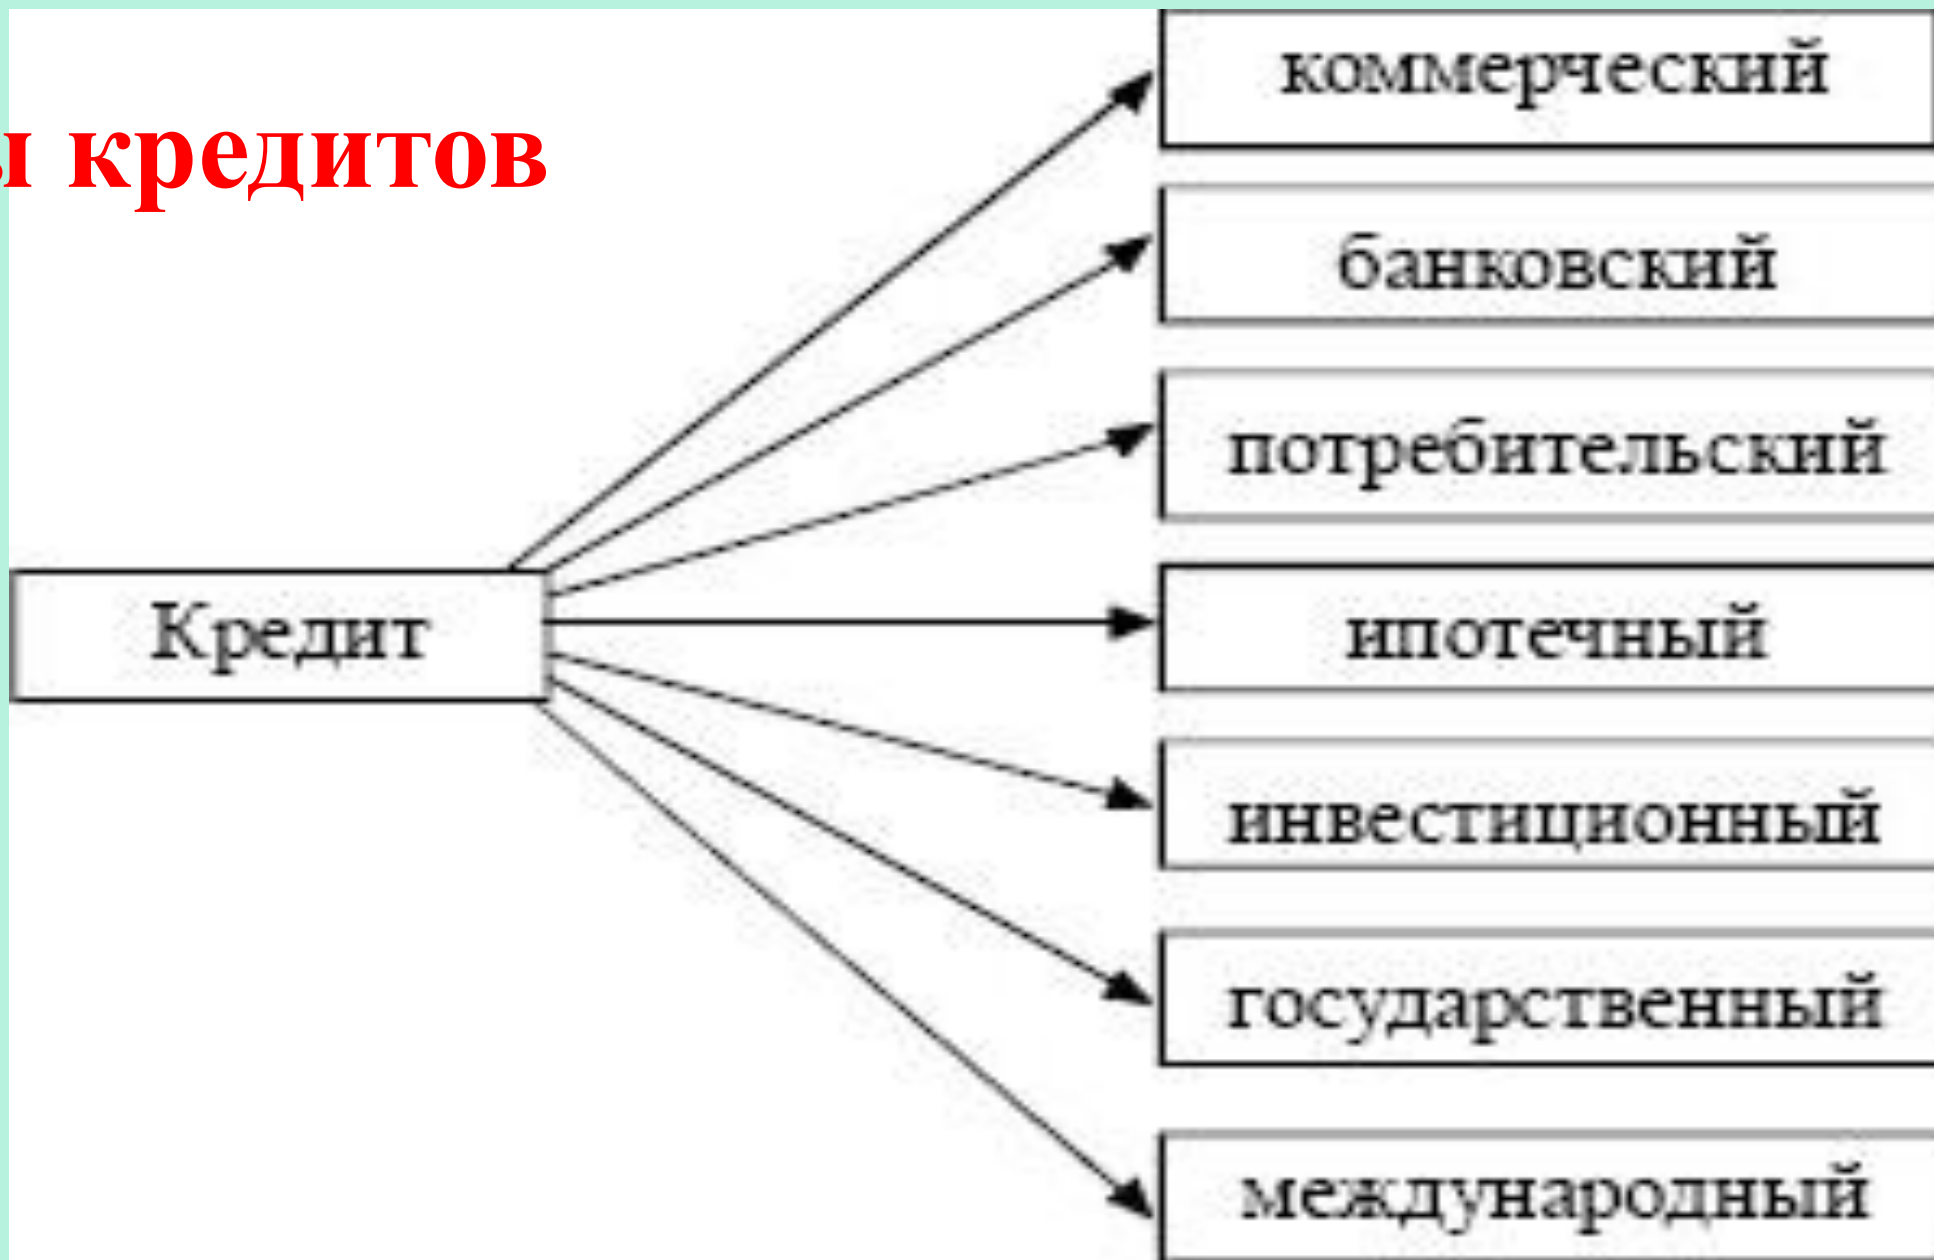 ы кредитов
коммерческий
банковский
потребительский
Кредит
ипотечный
инвестиционный
государственный
международный